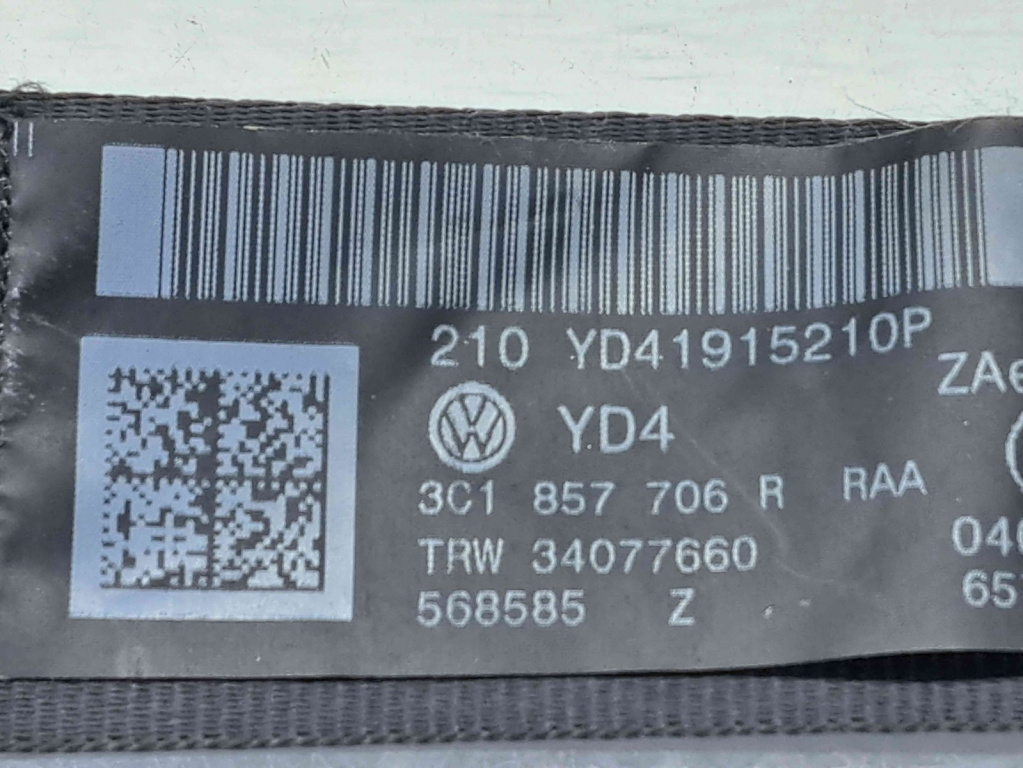 210 YD41915210P
YD4
3C1 857 706 R RAA
TRW 34077660
568585 Z